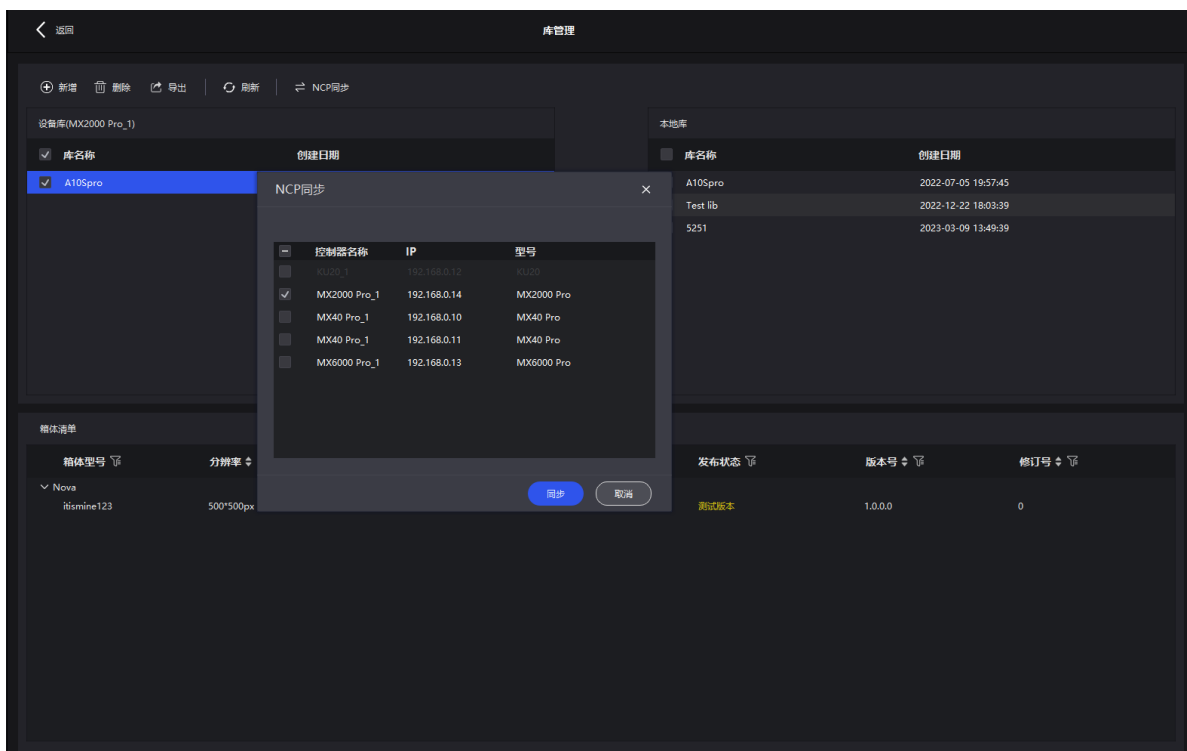 返回
库管理
新增 删除 导出 刷新 NCP同步
设备库(MX2000 Pro_1)
库名称 创建日期
A10Spro
本地库
库名称 创建日期
A10Spro 2022-07-05 19:57:45
Test lib 2022-12-22 18:03:39
5251 2023-03-09 13:49:39
NCP同步
控制器名称 IP 型号
KU20_1 192.168.0.12 KU20
MX2000 Pro_1 192.168.0.14 MX2000 Pro
MX40 Pro_1 192.168.0.10 MX40 Pro
MX40 Pro_1 192.168.0.11 MX40 Pro
MX6000 Pro_1 192.168.0.13 MX6000 Pro
同步 取消
箱体清单
箱体型号 分辨率 发布状态 版本号 修订号
Nova
itismine123 500*500px 测试版本 1.0.0.0 0